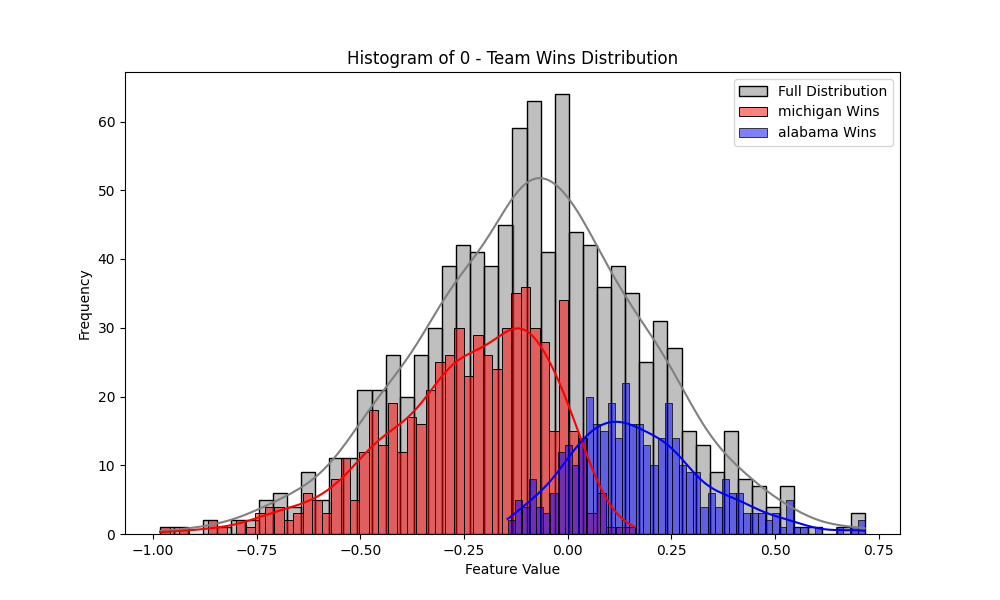 Histogram of 0 - Team Wins Distribution
Full Distribution
michigan Wins
alabama Wins
Frequency
60
50
40
30
20
10
0
−1.00 −0.75 −0.50 −0.25 0.00 0.25 0.50 0.75
Feature Value